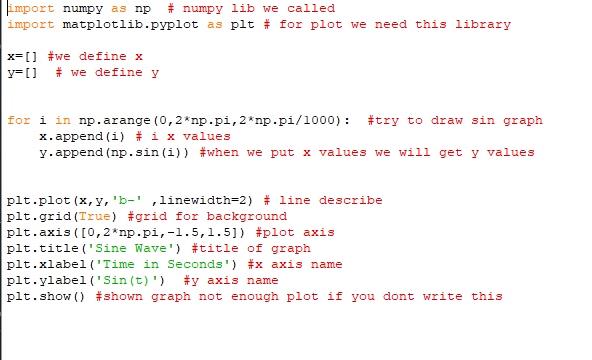 import numpy as np  # numpy lib we called
import matplotlib.pyplot as plt # for plot we need this library
x=[] #we define x
y=[]  # we define y
for i in np.arange(0,2*np.pi,2*np.pi/1000):  #try to draw sin graph
    x.append(i) # i x values
    y.append(np.sin(i)) #when we put x values we will get y values
plt.plot(x,y,'b-' ,linewidth=2) # line describe
plt.grid(True) #grid for background
plt.axis([0,2*np.pi,-1.5,1.5]) #plot axis
plt.title('Sine Wave') #title of graph
plt.xlabel('Time in Seconds') #x axis name
plt.ylabel('Sin(t)')  #y axis name
plt.show() #shown graph not enough plot if you dont write this